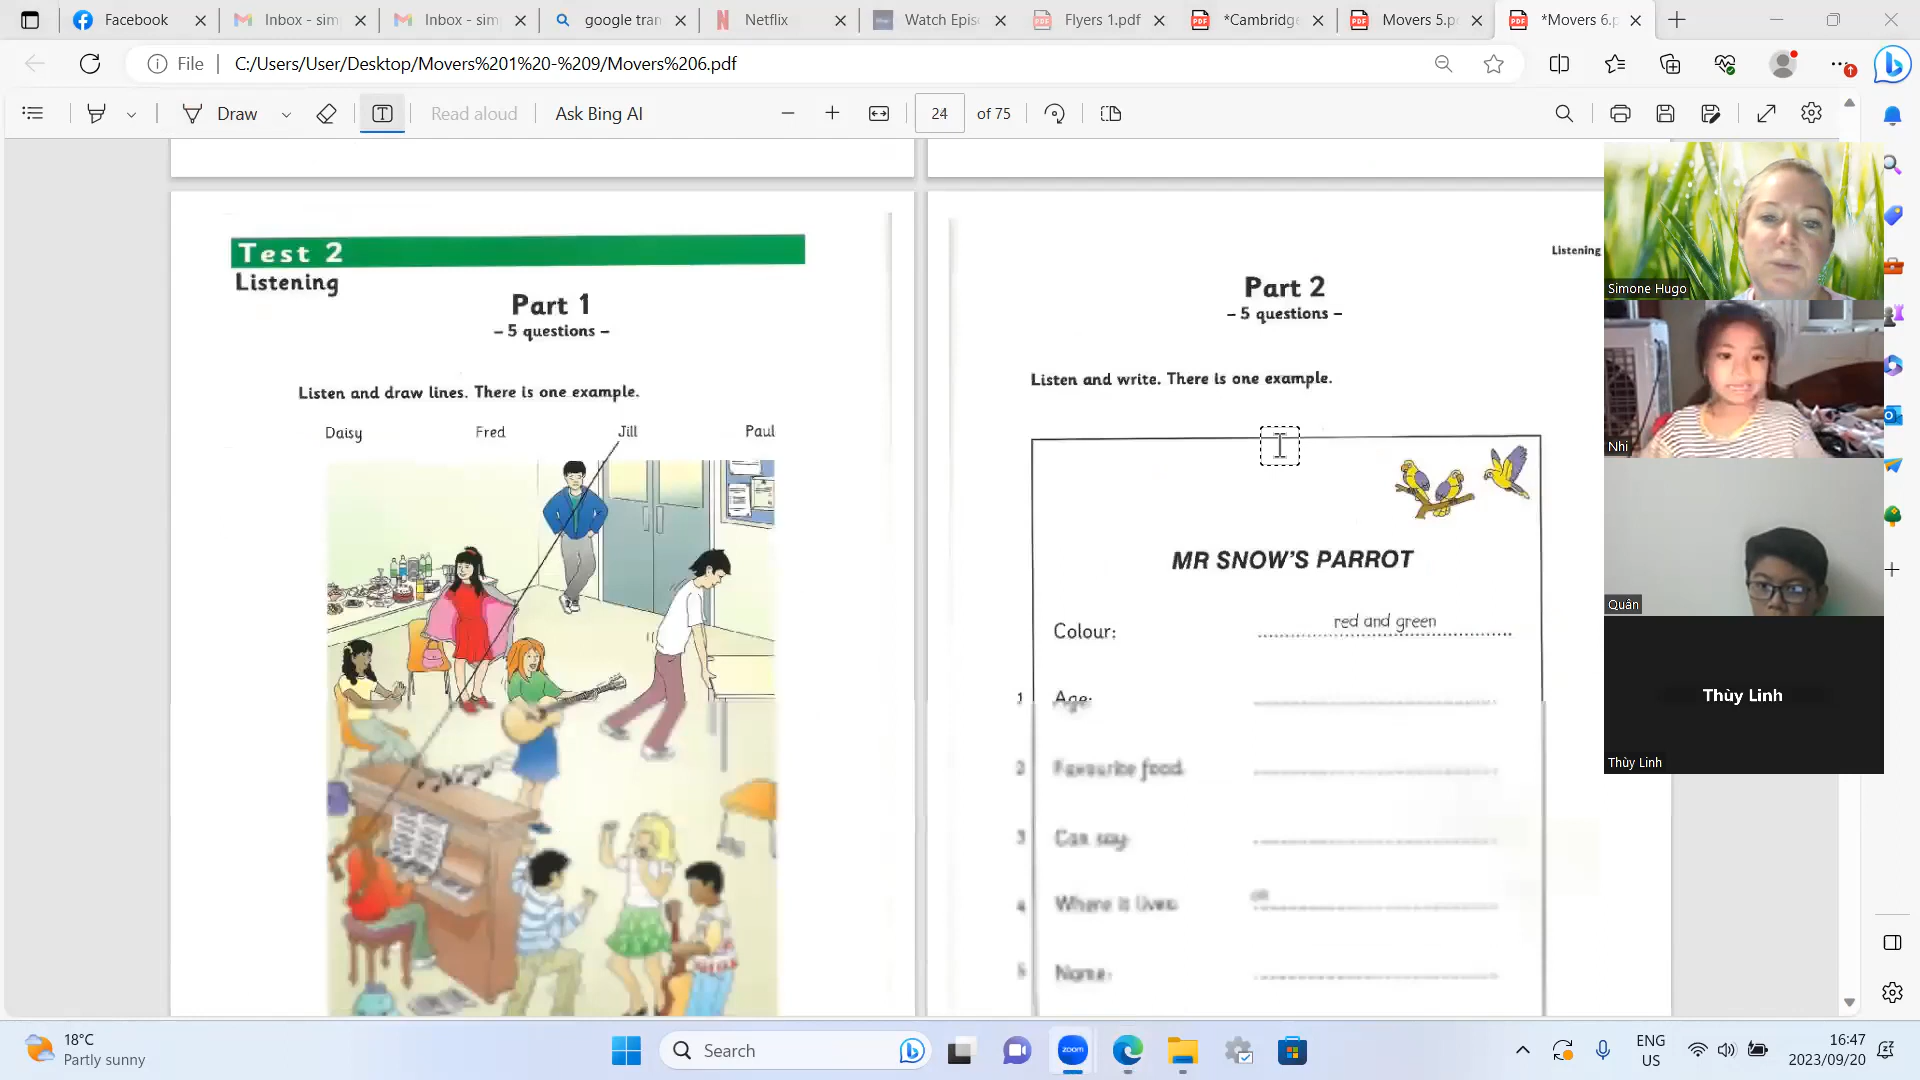 Facebook
Inbox - sim
Inbox - sim
google tran
Netflix
Watch Epis
Flyers 1.pdf
*Cambridge
Movers 5.p
*Movers 6.p
File
C:/Users/User/Desktop/Movers%201%20-%209/Movers%206.pdf
Draw
Read aloud
Ask Bing AI
24
of 75
Test 2
Listening
Part 1
– 5 questions –
Listen and draw lines. There is one example.
Daisy Fred Jill Paul
Listening
Part 2
– 5 questions –
Listen and write. There is one example.
MR SNOW'S PARROT
Colour: red and green
1 Age:
2 Favourite food:
3 Can say:
4 Where it lives: on
5 Name:
Simone Hugo
Nhi
Quân
Thùy Linh
Thùy Linh
18°C
Partly sunny
Search
zoom
ENG
US
16:47
2023/09/20